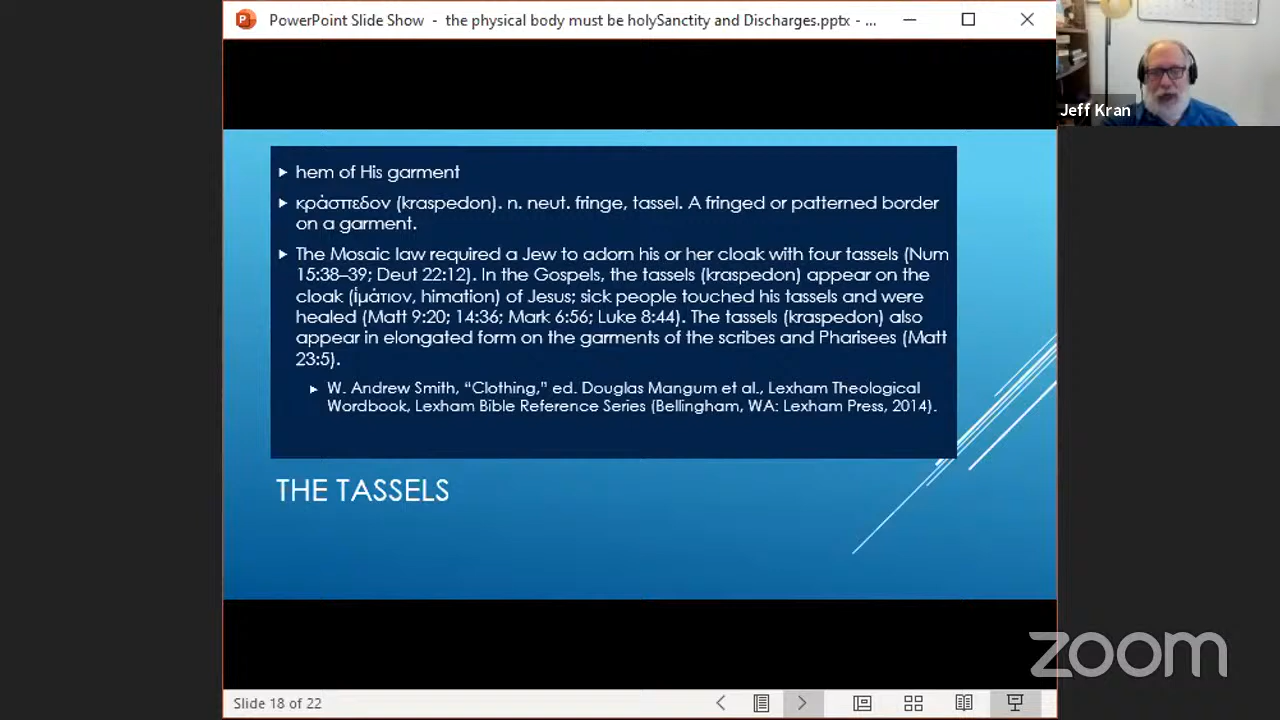 PowerPoint Slide Show - the physical body must be holySanctity and Discharges.pptx - ...
Jeff Kran
hem of His garment
κράσπεδον (kraspedon). n. neut. fringe, tassel. A fringed or patterned border
on a garment.
The Mosaic law required a Jew to adorn his or her cloak with four tassels (Num
15:38–39; Deut 22:12). In the Gospels, the tassels (kraspedon) appear on the
cloak (ἱμάτιον, himation) of Jesus; sick people touched his tassels and were
healed (Matt 9:20; 14:36; Mark 6:56; Luke 8:44). The tassels (kraspedon) also
appear in elongated form on the garments of the scribes and Pharisees (Matt
23:5).
W. Andrew Smith, “Clothing,” ed. Douglas Mangum et al., Lexham Theological
Wordbook, Lexham Bible Reference Series (Bellingham, WA: Lexham Press, 2014).
THE TASSELS
zoom
Slide 18 of 22